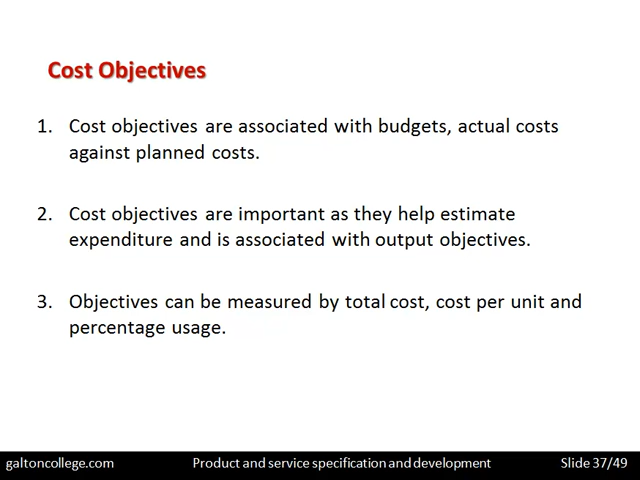 Cost Objectives
1. Cost objectives are associated with budgets, actual costs
against planned costs.
2. Cost objectives are important as they help estimate
expenditure and is associated with output objectives.
3. Objectives can be measured by total cost, cost per unit and
percentage usage.
galtoncollege.com Product and service specification and development Slide 37/49